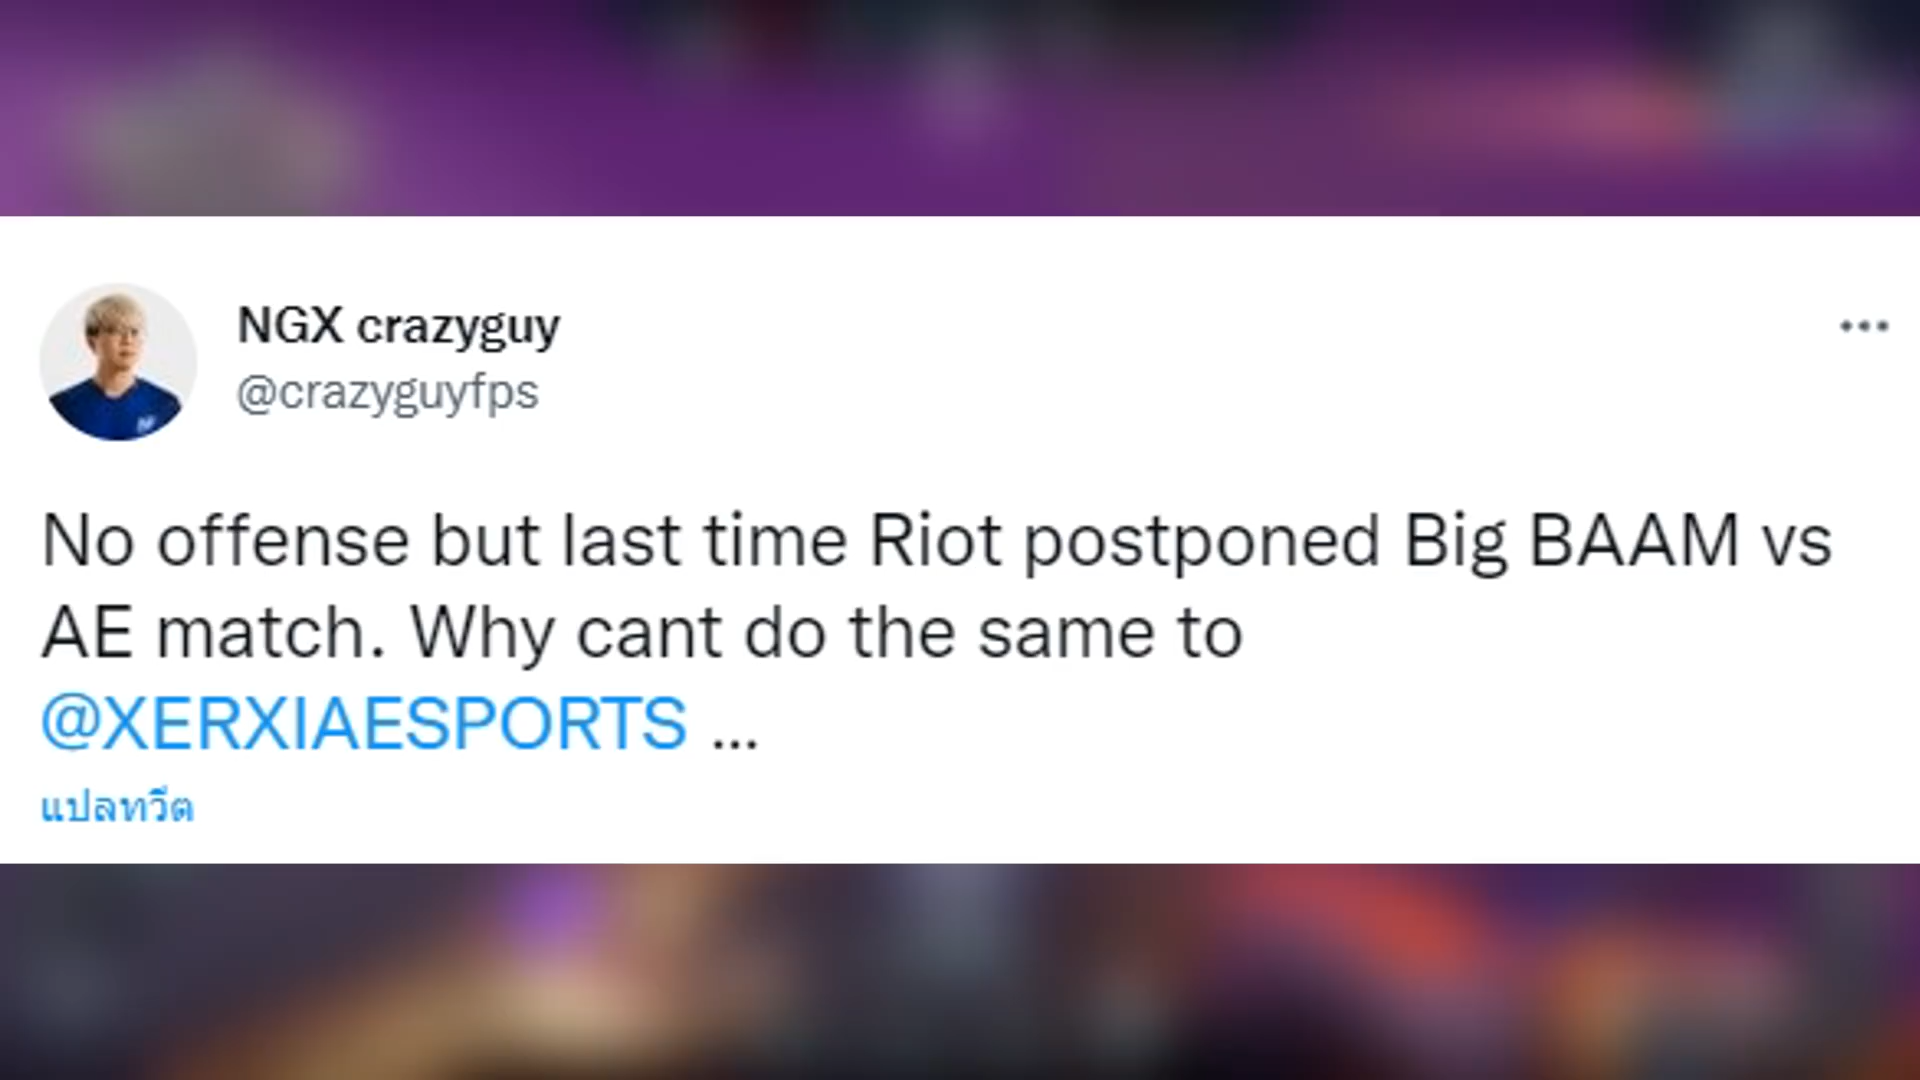 NGX crazyguy
@crazyguyfps
No offense but last time Riot postponed Big BAAM vs
AE match. Why cant do the same to
@XERXIAESPORTS ...
แปลทวีต